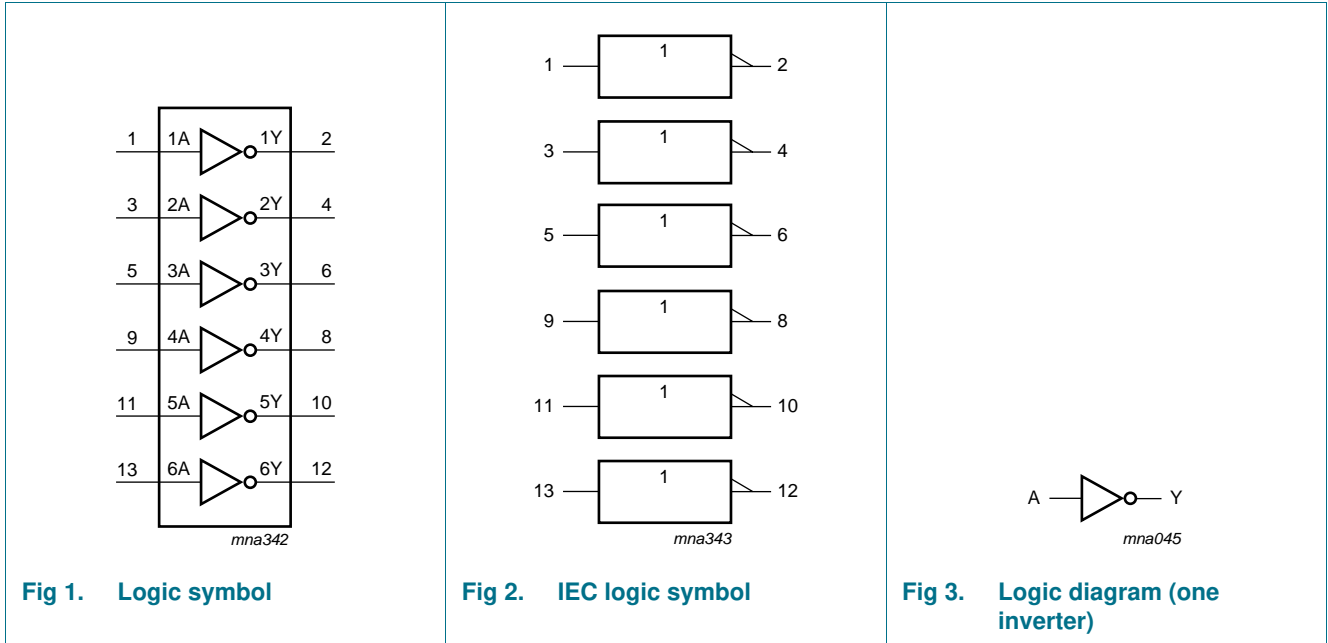 1 1A 1Y 2
3 2A 2Y 4
5 3A 3Y 6
9 4A 4Y 8
11 5A 5Y 10
13 6A 6Y 12
mna342
Fig 1. Logic symbol
1 1 2
3 1 4
5 1 6
9 1 8
11 1 10
13 1 12
mna343
Fig 2. IEC logic symbol
A Y
mna045
Fig 3. Logic diagram (one
inverter)